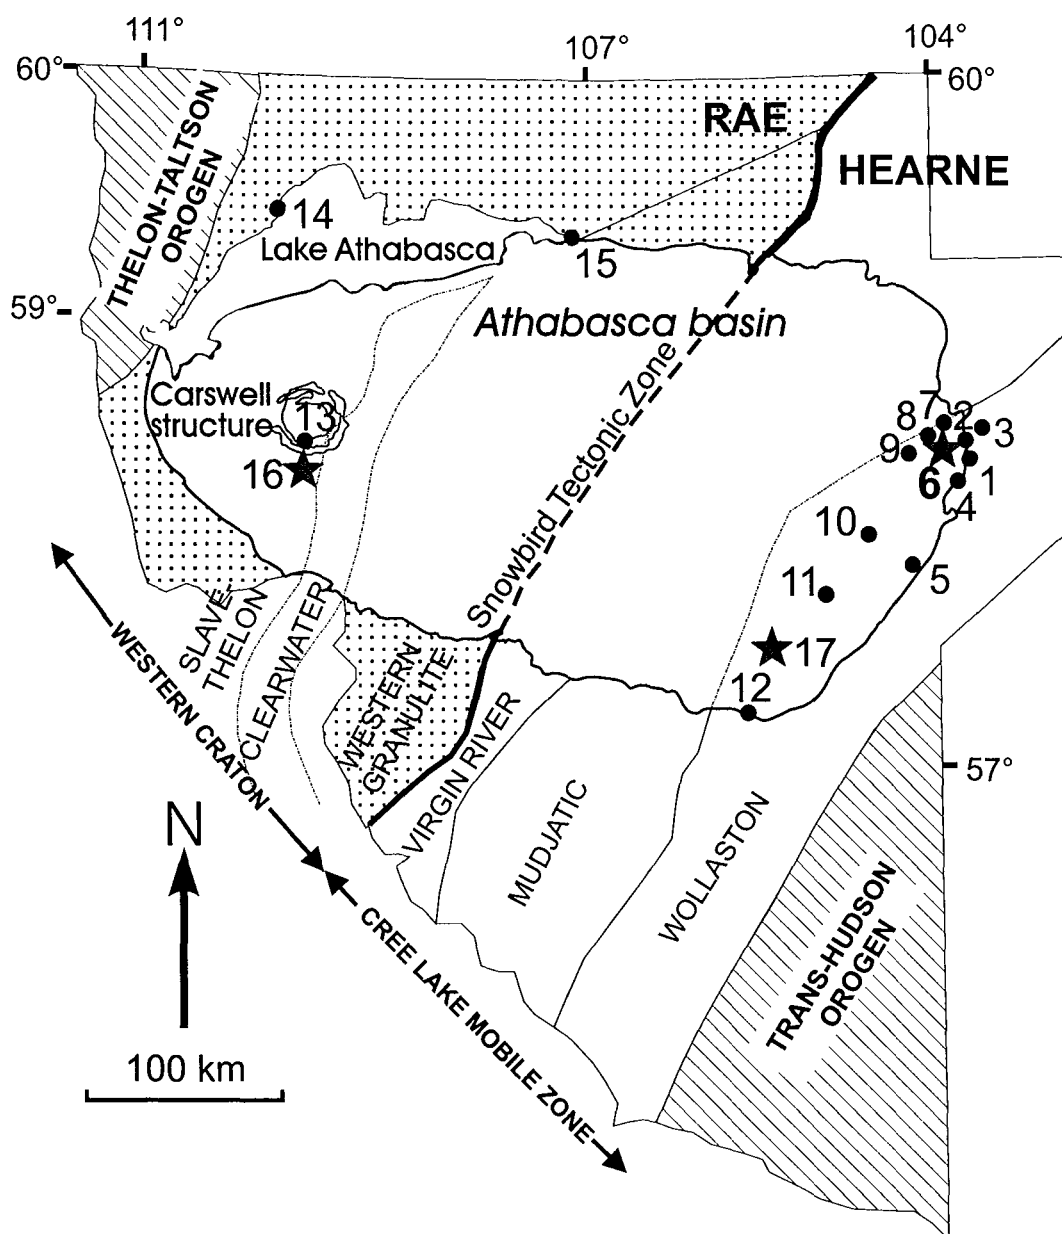 111°
107°
104°
60°
60°
RAE
HEARNE
THELON-TALTSON
OROGEN
14
Lake Athabasca
15
59°
Athabasca basin
Carswell
structure
13
16
Snowbird Tectonic Zone
7
2
8
3
9
6
1
4
10
5
11
17
12
SLAVE-
THELON
CLEARWATER
WESTERN
GRANULITE
VIRGIN RIVER
MUDJATIC
WOLLASTON
57°
WESTERN CRATON
CREE LAKE MOBILE ZONE
TRANS-HUDSON
OROGEN
N
100 km